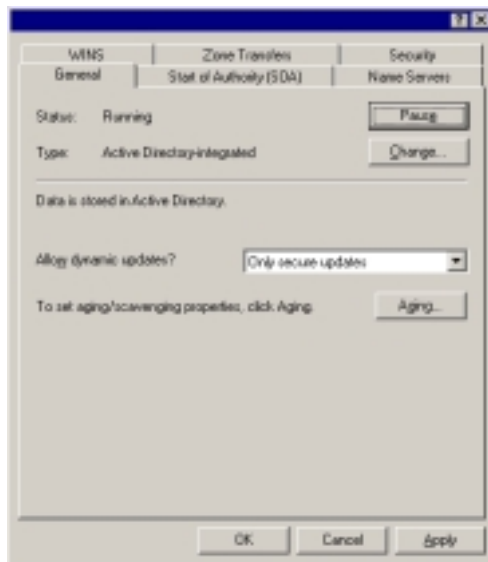 WINS Zone Transfers Security
General Start of Authority (SOA) Name Servers
Status: Running Pause
Type: Active Directory-integrated Change...
Data is stored in Active Directory.
Allow dynamic updates? Only secure updates
To set aging/scavenging properties, click Aging. Aging...
OK Cancel Apply